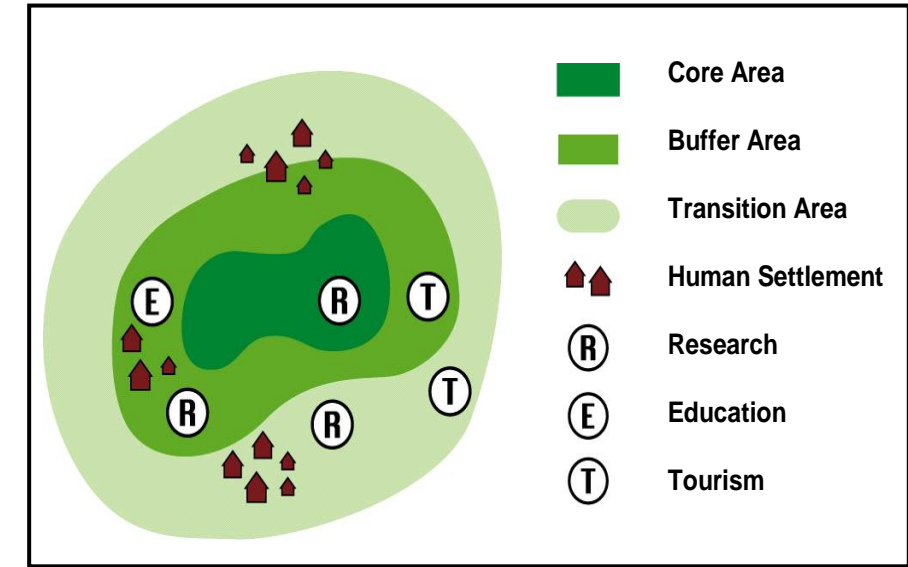 Core Area
Buffer Area
Transition Area
Human Settlement
E
R
T
R Research
T
R
R
E Education
T Tourism